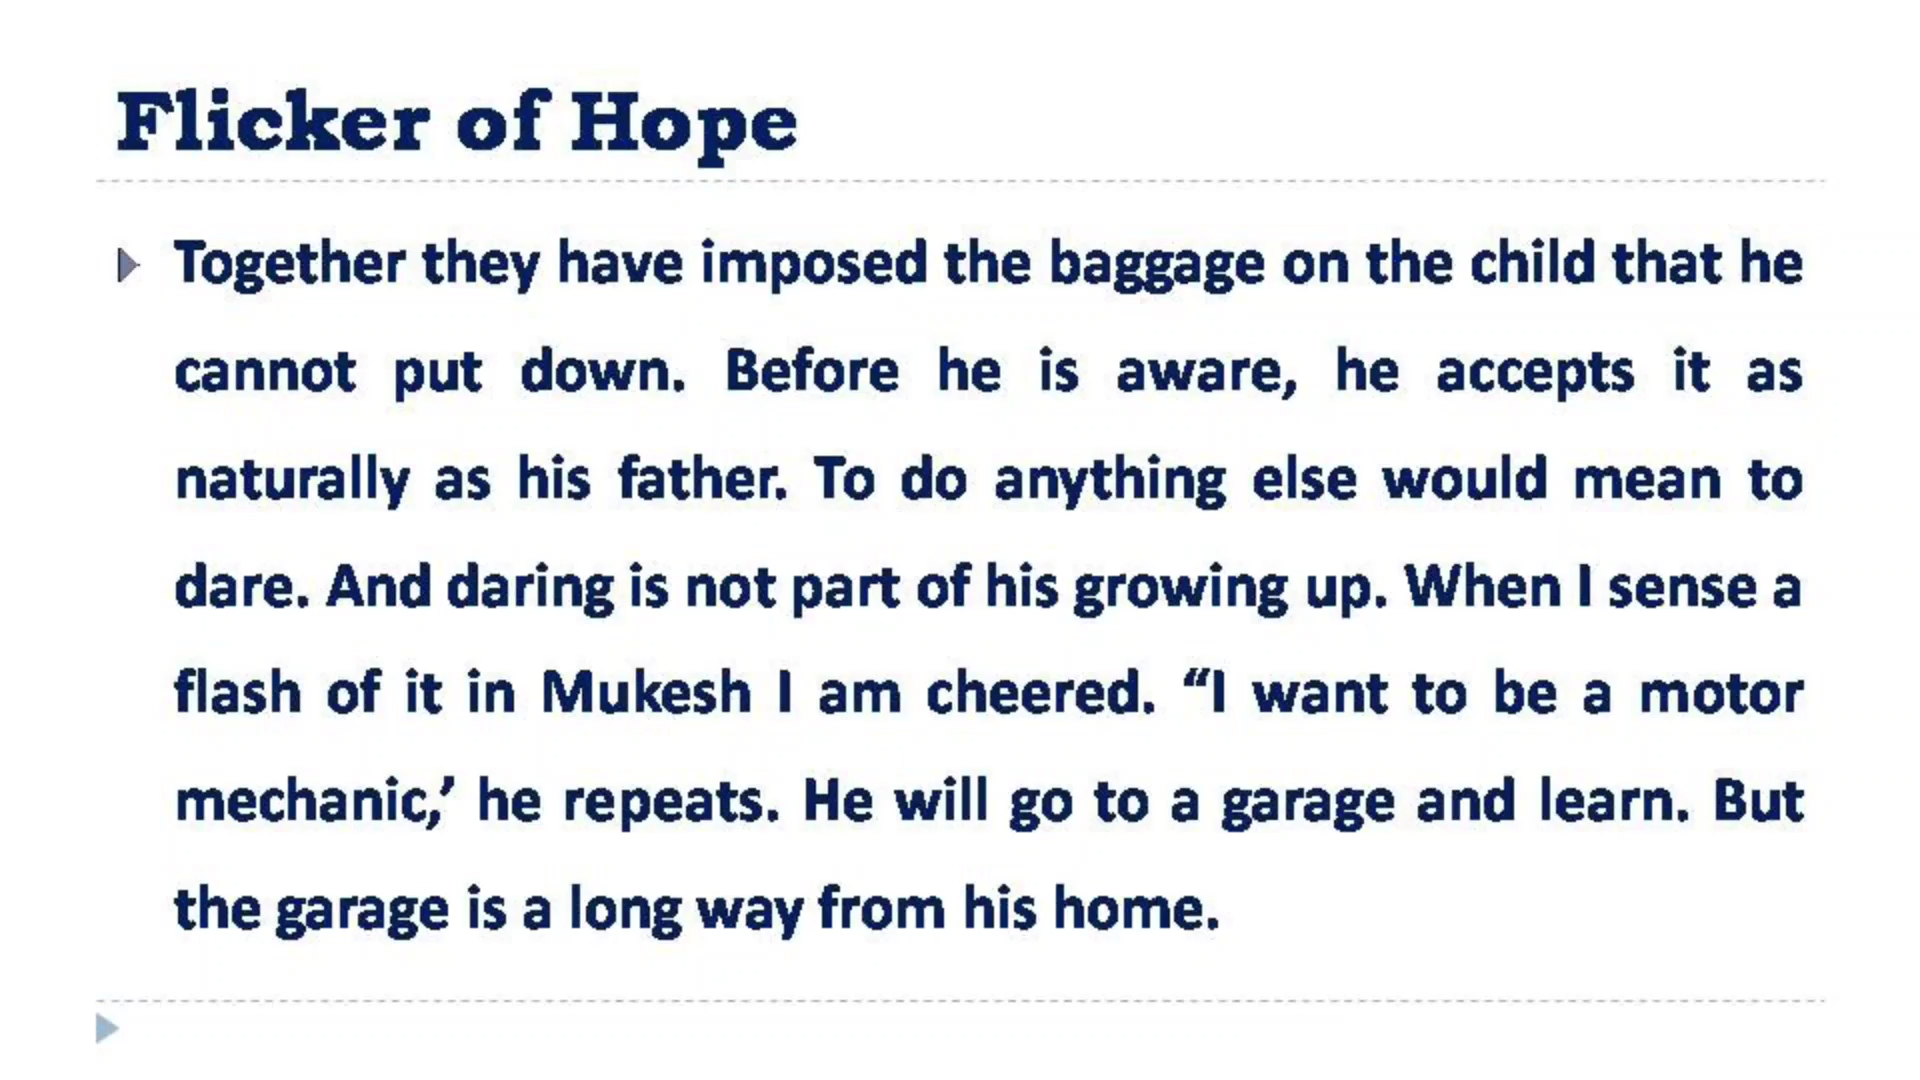 Flicker of Hope
Together they have imposed the baggage on the child that he
cannot put down. Before he is aware, he accepts it as
naturally as his father. To do anything else would mean to
dare. And daring is not part of his growing up. When I sense a
flash of it in Mukesh I am cheered. “I want to be a motor
mechanic,’ he repeats. He will go to a garage and learn. But
the garage is a long way from his home.